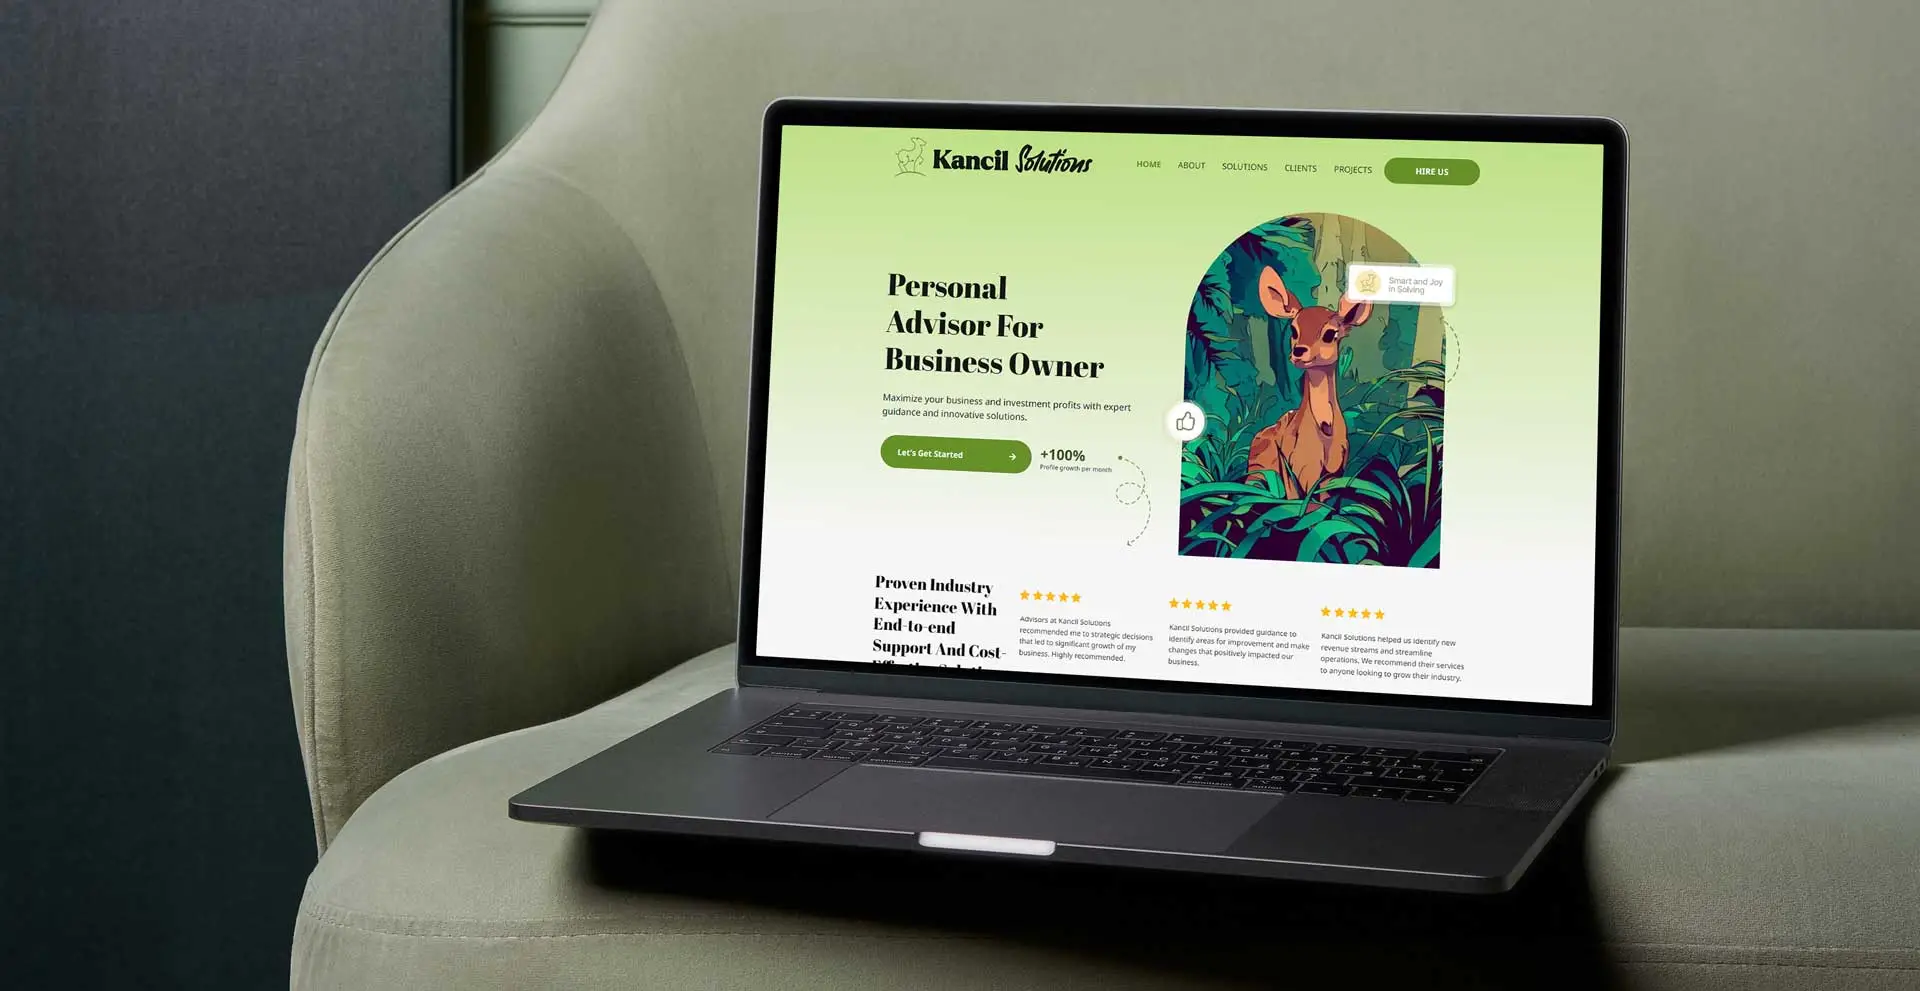 Kancil Solutions
HOME ABOUT SOLUTIONS CLIENTS PROJECTS HIRE US
Personal
Advisor For
Business Owner
Maximize your business and investment profits with expert
guidance and innovative solutions.
Let's Get Started
+100%
Profile growth per month
Smart and Joy
in Solving
Proven Industry
Experience With
End-to-end
Support And Cost-
Advisors at Kancil Solutions
recommended me to strategic decisions
that led to significant growth of my
business. Highly recommended.
Kancil Solutions provided guidance to
identify areas for improvement and make
changes that positively impacted our
business.
Kancil Solutions helped us identify new
revenue streams and streamline
operations. We recommend their services
to anyone looking to grow their industry.